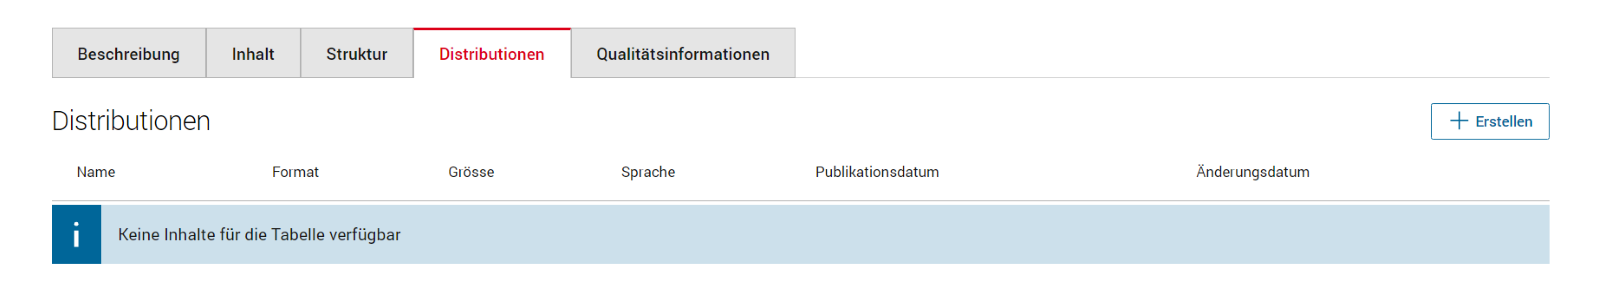 Beschreibung Inhalt Struktur Distributionen Qualitätsinformationen
Distributionen
Erstellen
Name Format Grösse Sprache Publikationsdatum Änderungsdatum
i Keine Inhalte für die Tabelle verfügbar